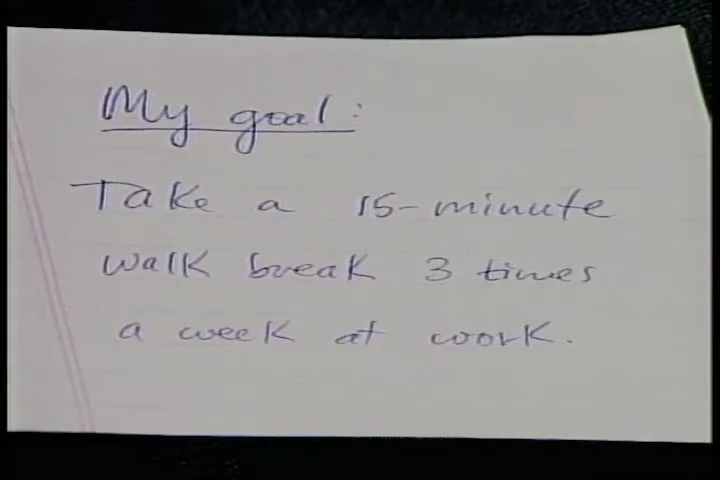 My goal:
Take a 15-minute
walk break 3 times
a week at work.